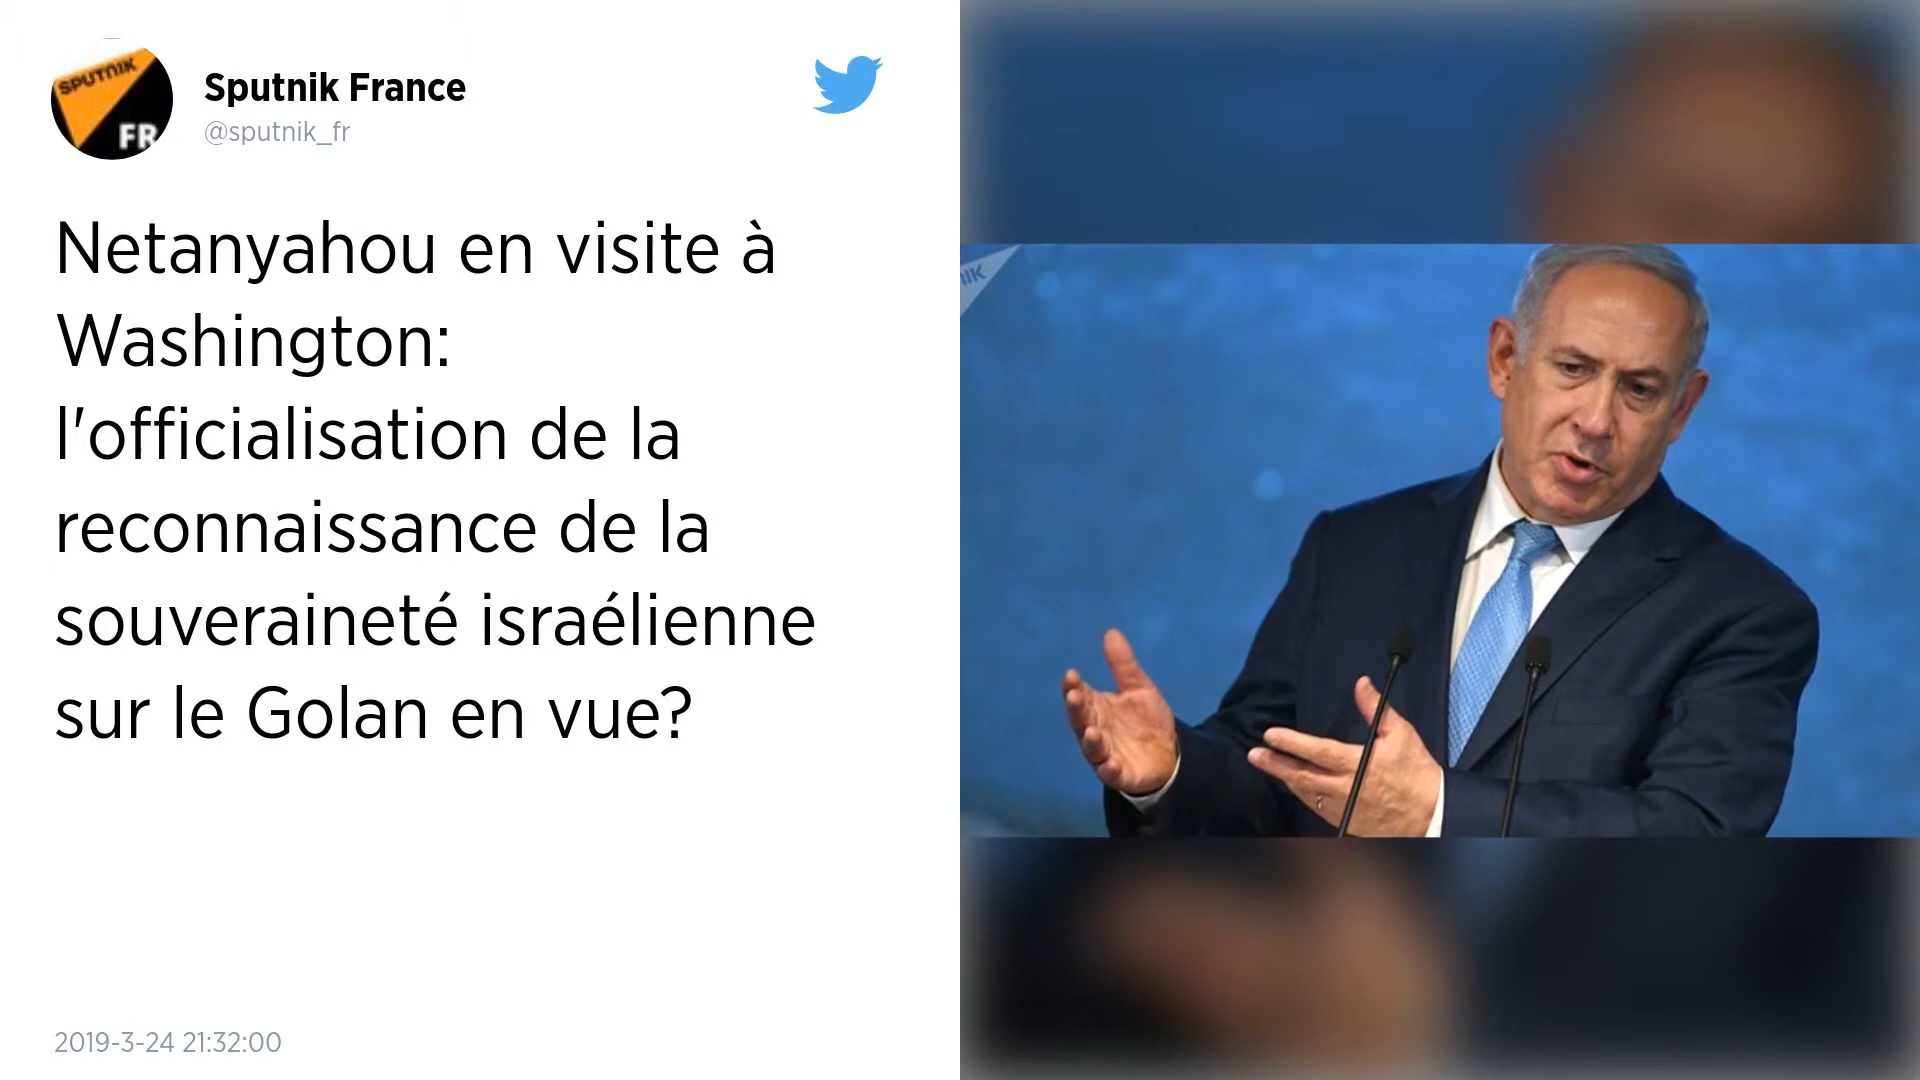 SPUTNIK
FR
Sputnik France
@sputnik_fr
Netanyahou en visite à
Washington:
l'officialisation de la
reconnaissance de la
souveraineté israélienne
sur le Golan en vue?
NIK
2019-3-24 21:32:00